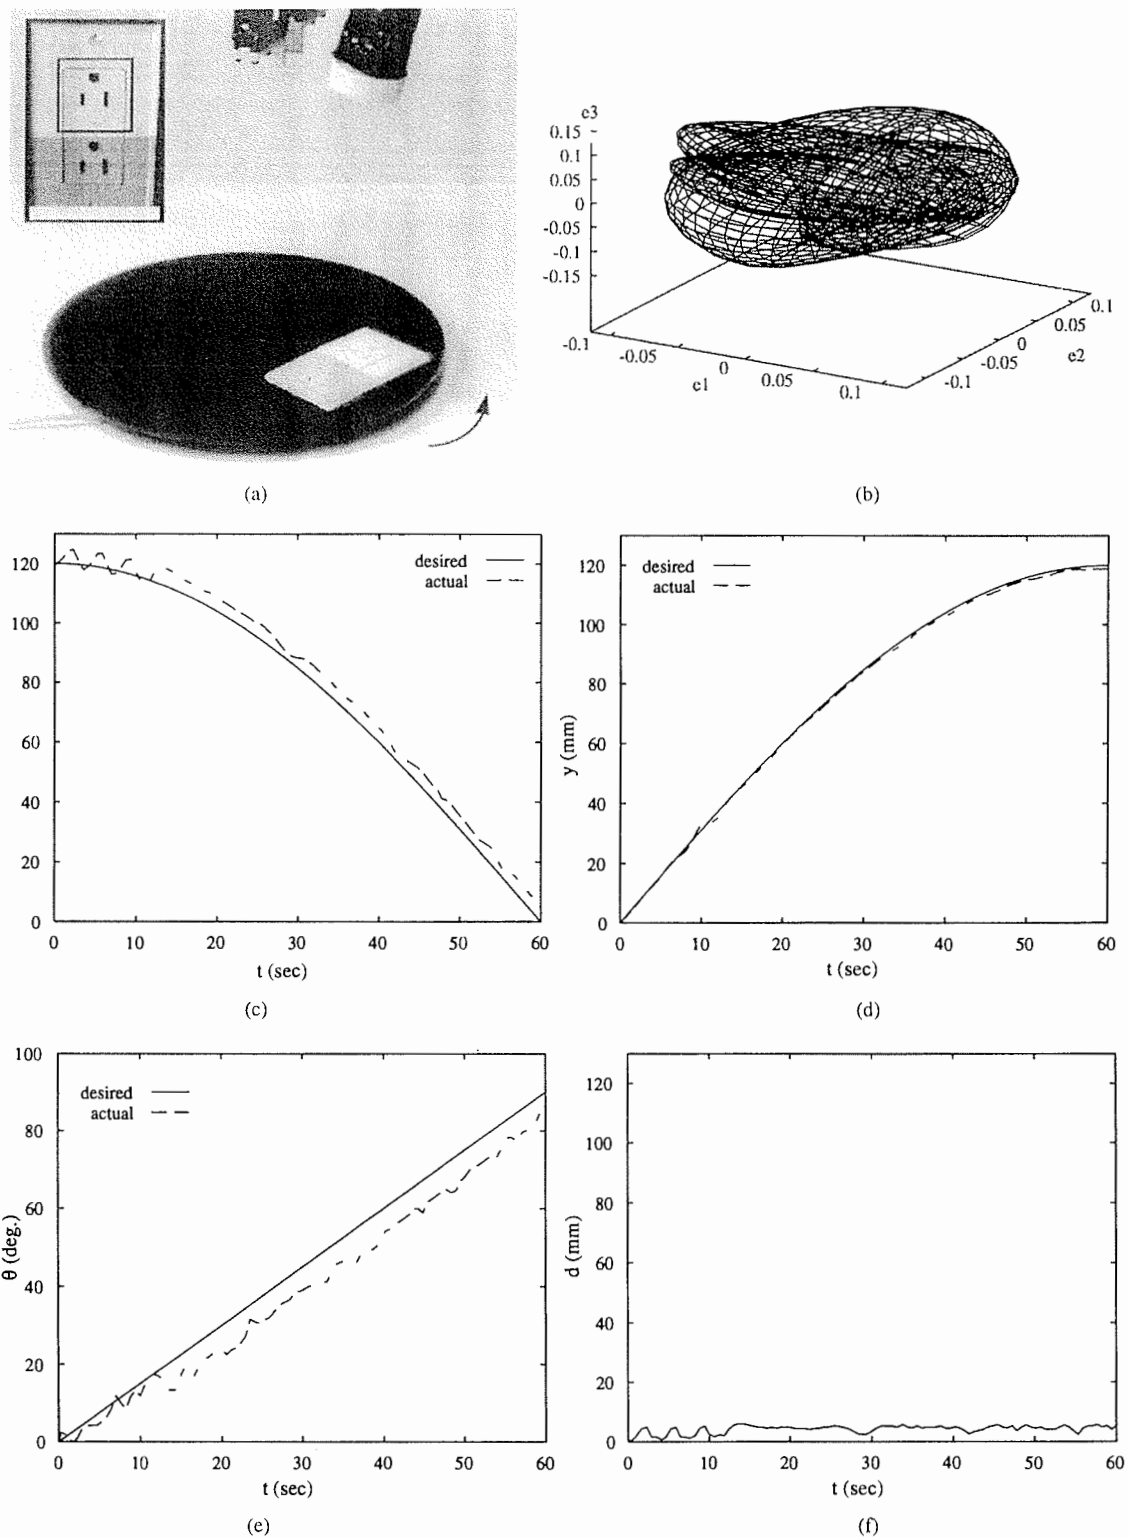 e3
0.15
0.1
0.05
0
-0.05
-0.1
-0.15
-0.1 -0.05 0 0.05 0.1
e1
-0.1 -0.05 0 0.05 0.1
e2
(a) (b)
desired
actual
120
100
80
60
40
20
0
0 10 20 30 40 50 60
t (sec)
(c)
desired
actual
120
100
80
60
40
20
0
y (mm)
0 10 20 30 40 50 60
t (sec)
(d)
desired
actual
100
80
60
40
20
0
θ (deg.)
0 10 20 30 40 50 60
t (sec)
(e)
120
100
80
60
40
20
0
d (mm)
0 10 20 30 40 50 60
t (sec)
(f)